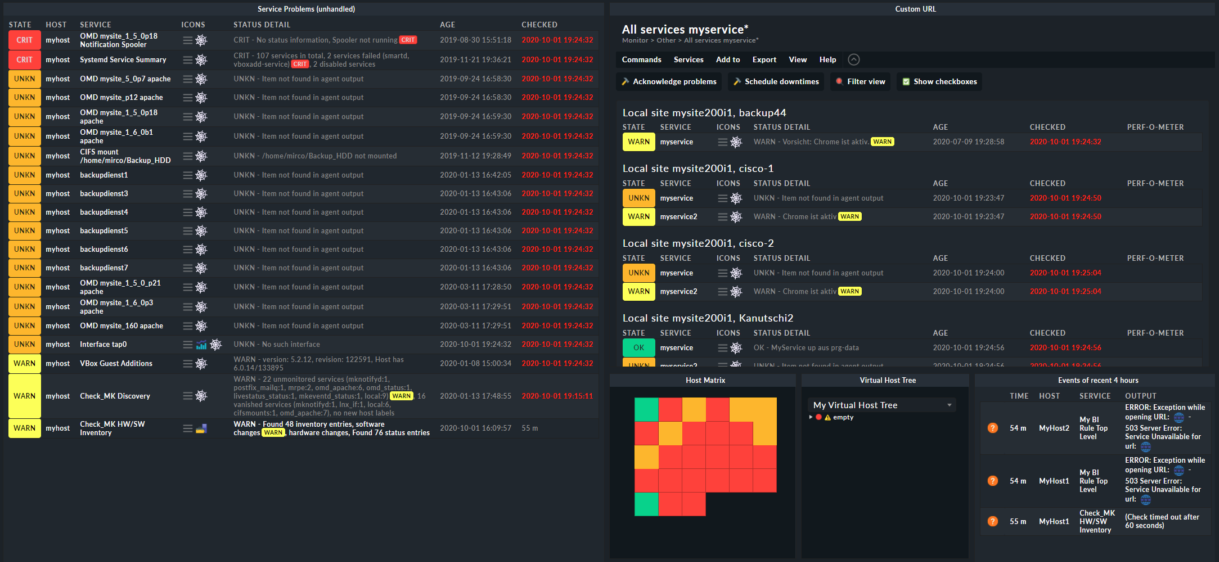 Service Problems (unhandled)
STATE HOST SERVICE ICONS STATUS DETAIL AGE CHECKED
CRIT myhost OMD mysite_1_5_0p18 CRIT - No status information, Spooler not running CRIT 2019-08-30 15:51:18 2020-10-01 19:24:32
Notification Spooler
CRIT myhost Systemd Service Summary CRIT - 107 services in total, 2 services failed (smartd, 2019-11-21 19:36:21 2020-10-01 19:24:32
vboxadd-service) CRIT, 2 disabled services
UNKN myhost OMD mysite_5_0p7 apache UNKN - Item not found in agent output 2019-09-24 16:58:30 2020-10-01 19:24:32
UNKN myhost OMD mysite_p12 apache UNKN - Item not found in agent output 2019-09-24 16:58:30 2020-10-01 19:24:32
UNKN myhost OMD mysite_1_5_0p18 UNKN - Item not found in agent output 2019-09-24 16:59:30 2020-10-01 19:24:32
apache
UNKN myhost OMD mysite_1_6_0b1 UNKN - Item not found in agent output 2019-09-24 16:59:30 2020-10-01 19:24:32
apache
UNKN myhost CIFS mount UNKN - /home/mirco/Backup_HDD not mounted 2019-11-12 19:28:49 2020-10-01 19:24:32
/home/mirco/Backup_HDD
UNKN myhost backupdienst1 UNKN - Item not found in agent output 2020-01-13 16:42:05 2020-10-01 19:24:32
UNKN myhost backupdienst3 UNKN - Item not found in agent output 2020-01-13 16:43:06 2020-10-01 19:24:32
UNKN myhost backupdienst4 UNKN - Item not found in agent output 2020-01-13 16:43:06 2020-10-01 19:24:32
UNKN myhost backupdienst5 UNKN - Item not found in agent output 2020-01-13 16:43:06 2020-10-01 19:24:32
UNKN myhost backupdienst6 UNKN - Item not found in agent output 2020-01-13 16:43:06 2020-10-01 19:24:32
UNKN myhost backupdienst7 UNKN - Item not found in agent output 2020-01-13 16:43:06 2020-10-01 19:24:32
UNKN myhost OMD mysite_1_5_0_p21 UNKN - Item not found in agent output 2020-03-11 17:28:50 2020-10-01 19:24:32
apache
UNKN myhost OMD mysite_1_6_0p3 UNKN - Item not found in agent output 2020-03-11 17:29:51 2020-10-01 19:24:32
apache
UNKN myhost OMD mysite_160 apache UNKN - Item not found in agent output 2020-03-11 17:29:51 2020-10-01 19:24:32
UNKN myhost Interface tap0 UNKN - No such interface 2020-10-01 19:24:32 2020-10-01 19:24:32
WARN myhost VBox Guest Additions WARN - version: 5.2.12, revision: 122591, Host has 2020-01-08 15:00:34 2020-10-01 19:24:32
6.0.14/133895
WARN myhost Check_MK Discovery WARN - 22 unmonitored services (mknotifyd:1, 2020-01-13 17:48:55 2020-10-01 19:15:11
postfix_mailq:1, mrpe:2, omd_apache:6, omd_status:1,
livestatus_status:1, mkeventd_status:1, local:9) WARN, 16
vanished services (mknotifyd:1, lnx_if:1, local:6,
cifsmounts:1, omd_apache:7), no new host labels
WARN myhost Check_MK HW/SW WARN - Found 48 inventory entries, software 2020-10-01 16:09:57 55 m
Inventory changes WARN, hardware changes, Found 76 status entries
Custom URL
All services myservice*
Monitor > Other > All services myservice*
Commands Services Add to Export View Help
Acknowledge problems Schedule downtimes Filter view Show checkboxes
Local site mysite200i1, backup44
STATE SERVICE ICONS STATUS DETAIL AGE CHECKED PERF-O-METER
WARN myservice WARN - Vorsicht: Chrome ist aktiv WARN 2020-07-09 19:28:58 2020-10-01 19:24:32
Local site mysite200i1, cisco-1
STATE SERVICE ICONS STATUS DETAIL AGE CHECKED PERF-O-METER
UNKN myservice UNKN - Item not found in agent output 2020-10-01 19:23:47 2020-10-01 19:24:50
WARN myservice2 WARN - Chrome ist aktiv WARN 2020-10-01 19:23:47 2020-10-01 19:24:50
Local site mysite200i1, cisco-2
STATE SERVICE ICONS STATUS DETAIL AGE CHECKED PERF-O-METER
UNKN myservice UNKN - Item not found in agent output 2020-10-01 19:24:00 2020-10-01 19:25:04
WARN myservice2 WARN - Chrome ist aktiv WARN 2020-10-01 19:24:00 2020-10-01 19:25:04
Local site mysite200i1, Kanutschi2
STATE SERVICE ICONS STATUS DETAIL AGE CHECKED PERF-O-METER
OK myservice OK - MyService up aus prg-data 2020-10-01 19:24:56 2020-10-01 19:24:56
UNKN myservice2 UNKN - Item not found in agent output 2020-10-01 19:24:56 2020-10-01 19:24:56
Host Matrix
Virtual Host Tree
My Virtual Host Tree
empty
Events of recent 4 hours
TIME HOST SERVICE OUTPUT
54 m MyHost2 My BI Rule Top Level ERROR: Exception while
opening URL: -
503 Server Error:
Service Unavailable for
url:
54 m MyHost1 My BI Rule Top Level ERROR: Exception while
opening URL: -
503 Server Error:
Service Unavailable for
url:
55 m MyHost1 Check_MK HW/SW Inventory (Check timed out after
60 seconds)